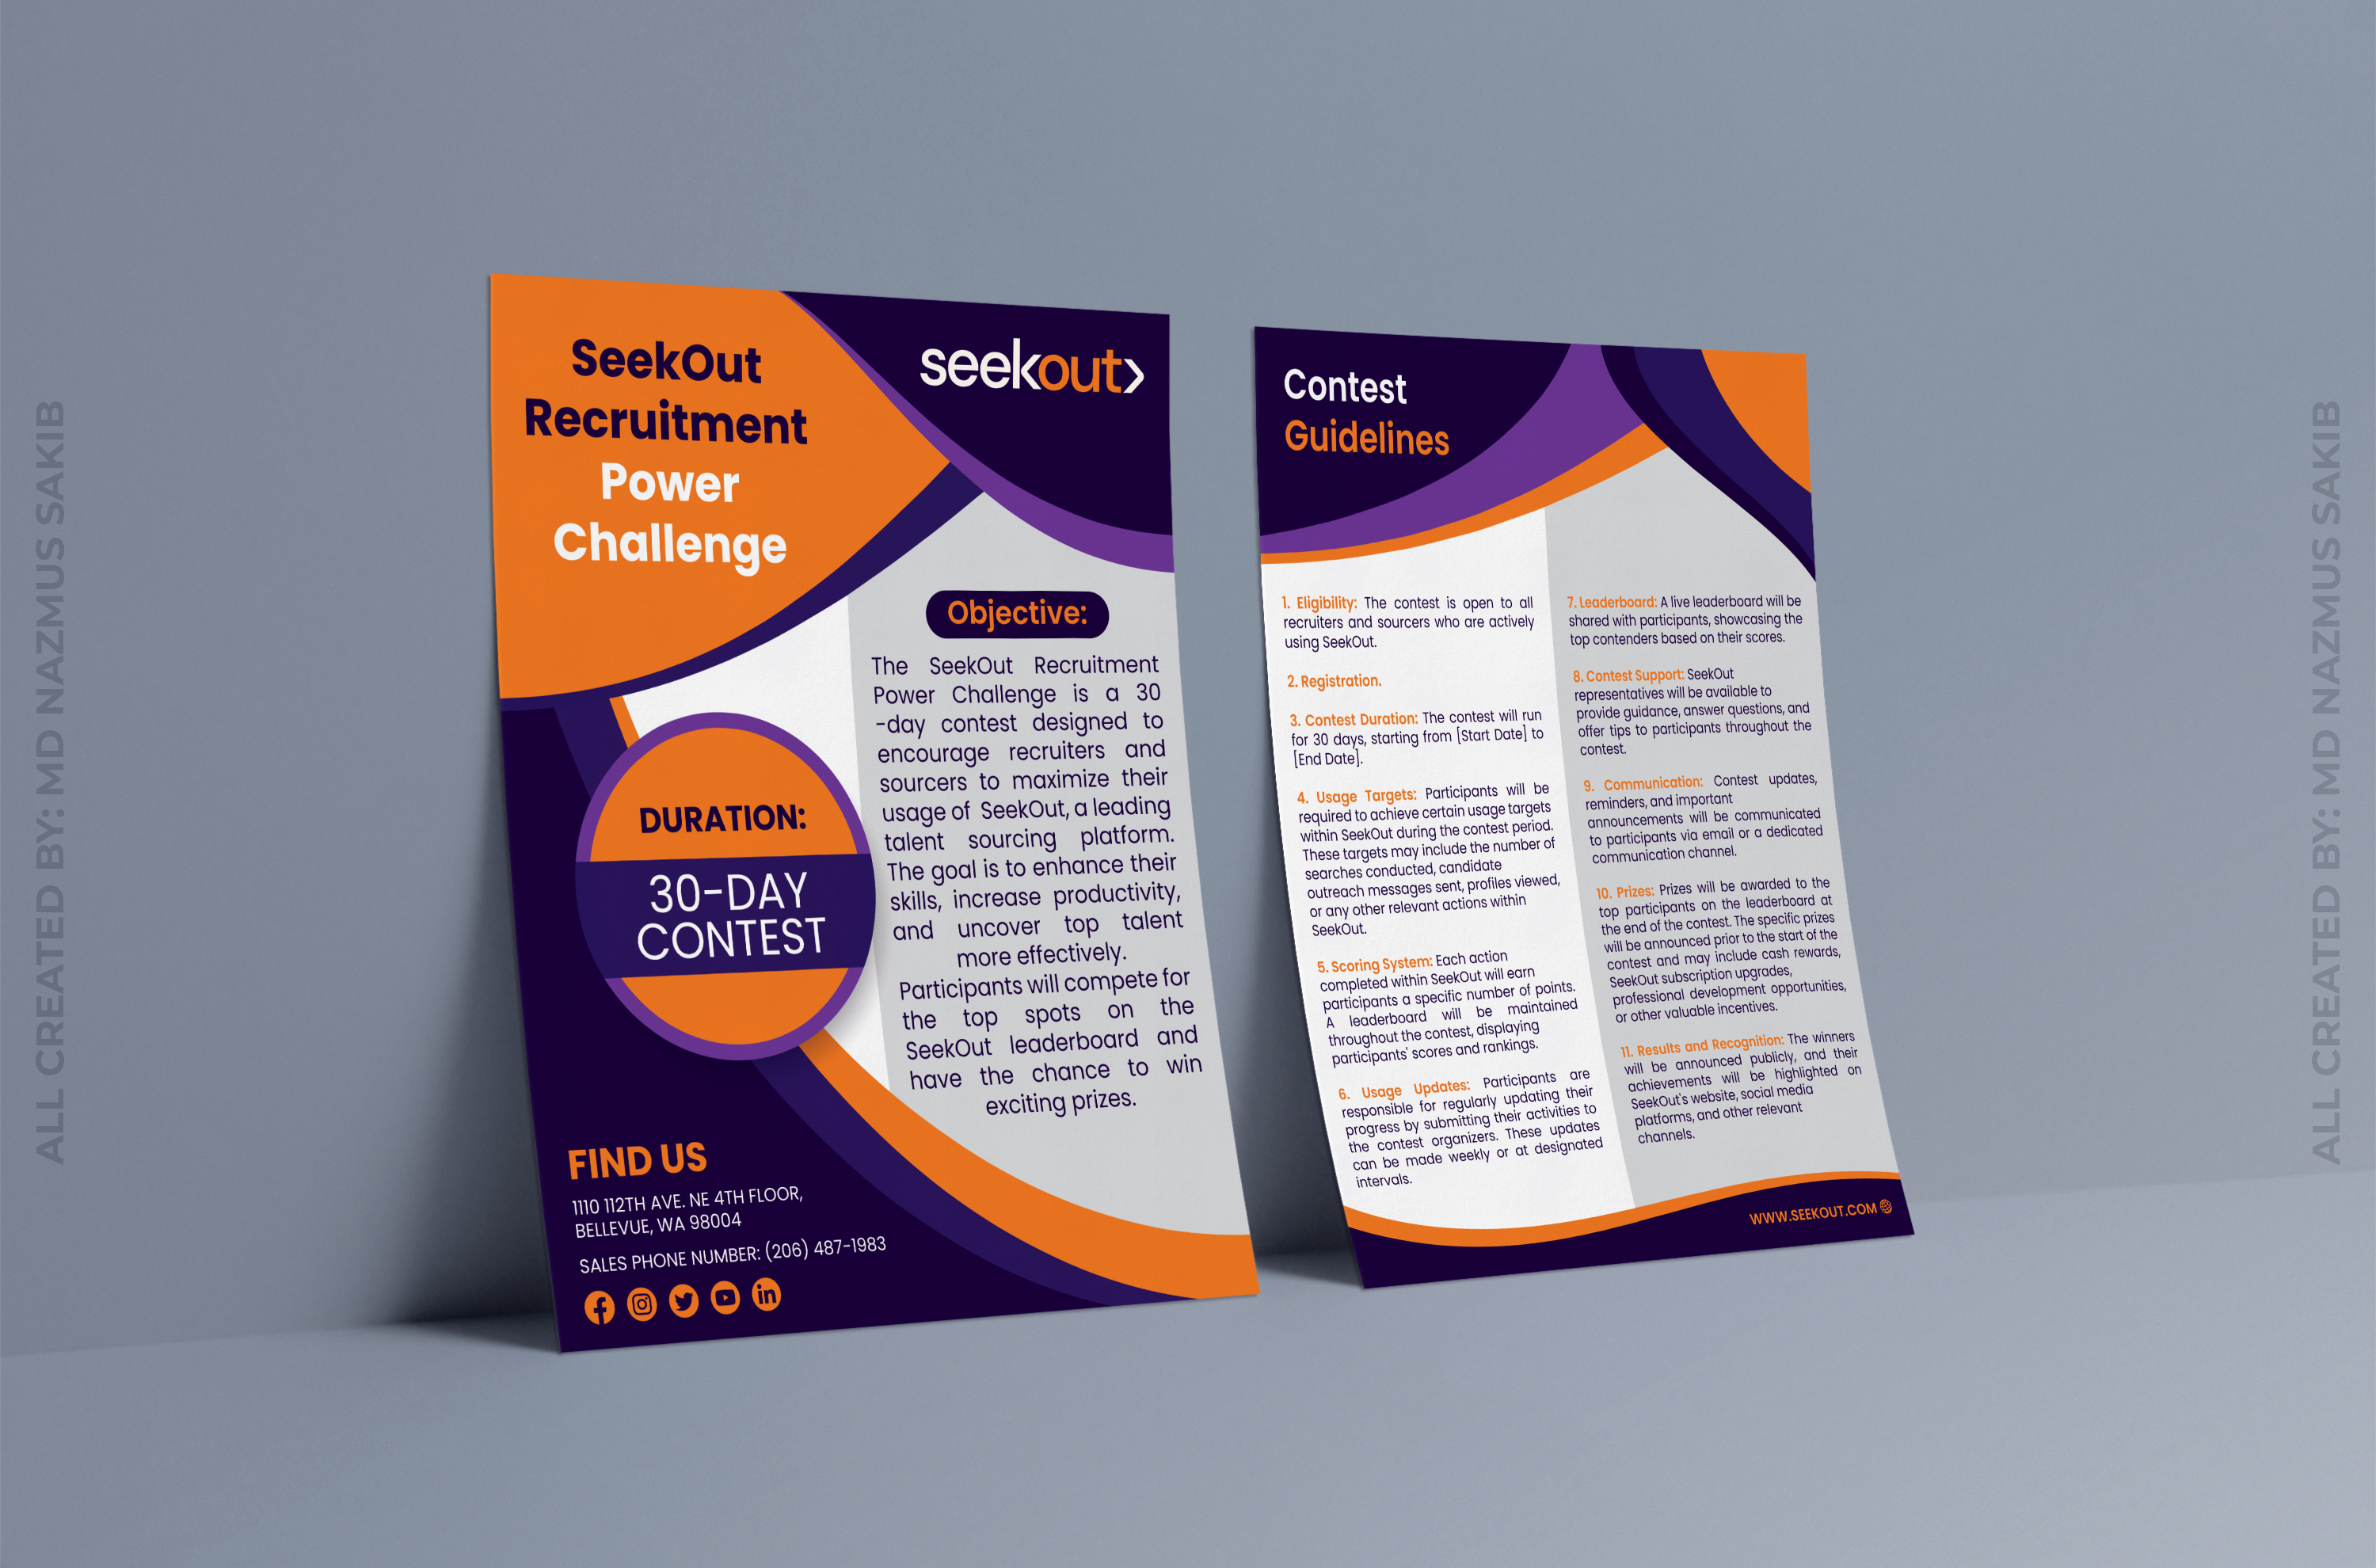 SeekOut
Recruitment
Power
Challenge
seekout>
Objective:
The SeekOut Recruitment
Power Challenge is a 30
-day contest designed to
encourage recruiters and
sourcers to maximize their
usage of SeekOut, a leading
talent sourcing platform.
The goal is to enhance their
skills, increase productivity,
and uncover top talent
more effectively.
Participants will compete for
the top spots on the
SeekOut leaderboard and
have the chance to win
exciting prizes.
DURATION:
30-DAY
CONTEST
FIND US
1110 112TH AVE. NE 4TH FLOOR,
BELLEVUE, WA 98004
SALES PHONE NUMBER: (206) 487-1983
Contest
Guidelines
1. Eligibility: The contest is open to all
recruiters and sourcers who are actively
using SeekOut.
2. Registration.
3. Contest Duration: The contest will run
for 30 days, starting from [Start Date] to
[End Date].
4. Usage Targets: Participants will be
required to achieve certain usage targets
within SeekOut during the contest period.
These targets may include the number of
searches conducted, candidate
outreach messages sent, profiles viewed,
or any other relevant actions within
SeekOut.
5. Scoring System: Each action
completed within SeekOut will earn
participants a specific number of points.
A leaderboard will be maintained
throughout the contest, displaying
participants' scores and rankings.
6. Usage Updates: Participants are
responsible for regularly updating their
progress by submitting their activities to
the contest organizers. These updates
can be made weekly or at designated
intervals.
7. Leaderboard: A live leaderboard will be
shared with participants, showcasing the
top contenders based on their scores.
8. Contest Support: SeekOut
representatives will be available to
provide guidance, answer questions, and
offer tips to participants throughout the
contest.
9. Communication: Contest updates,
reminders, and important
announcements will be communicated
to participants via email or a dedicated
communication channel.
10. Prizes: Prizes will be awarded to the
top participants on the leaderboard at
the end of the contest. The specific prizes
will be announced prior to the start of the
contest and may include cash rewards,
SeekOut subscription upgrades,
professional development opportunities,
or other valuable incentives.
11. Results and Recognition: The winners
will be announced publicly, and their
achievements will be highlighted on
SeekOut's website, social media
platforms, and other relevant
channels.
WWW.SEEKOUT.COM
ALL CREATED BY: MD NAZMUS SAKIB
ALL CREATED BY: MD NAZMUS SAKIB